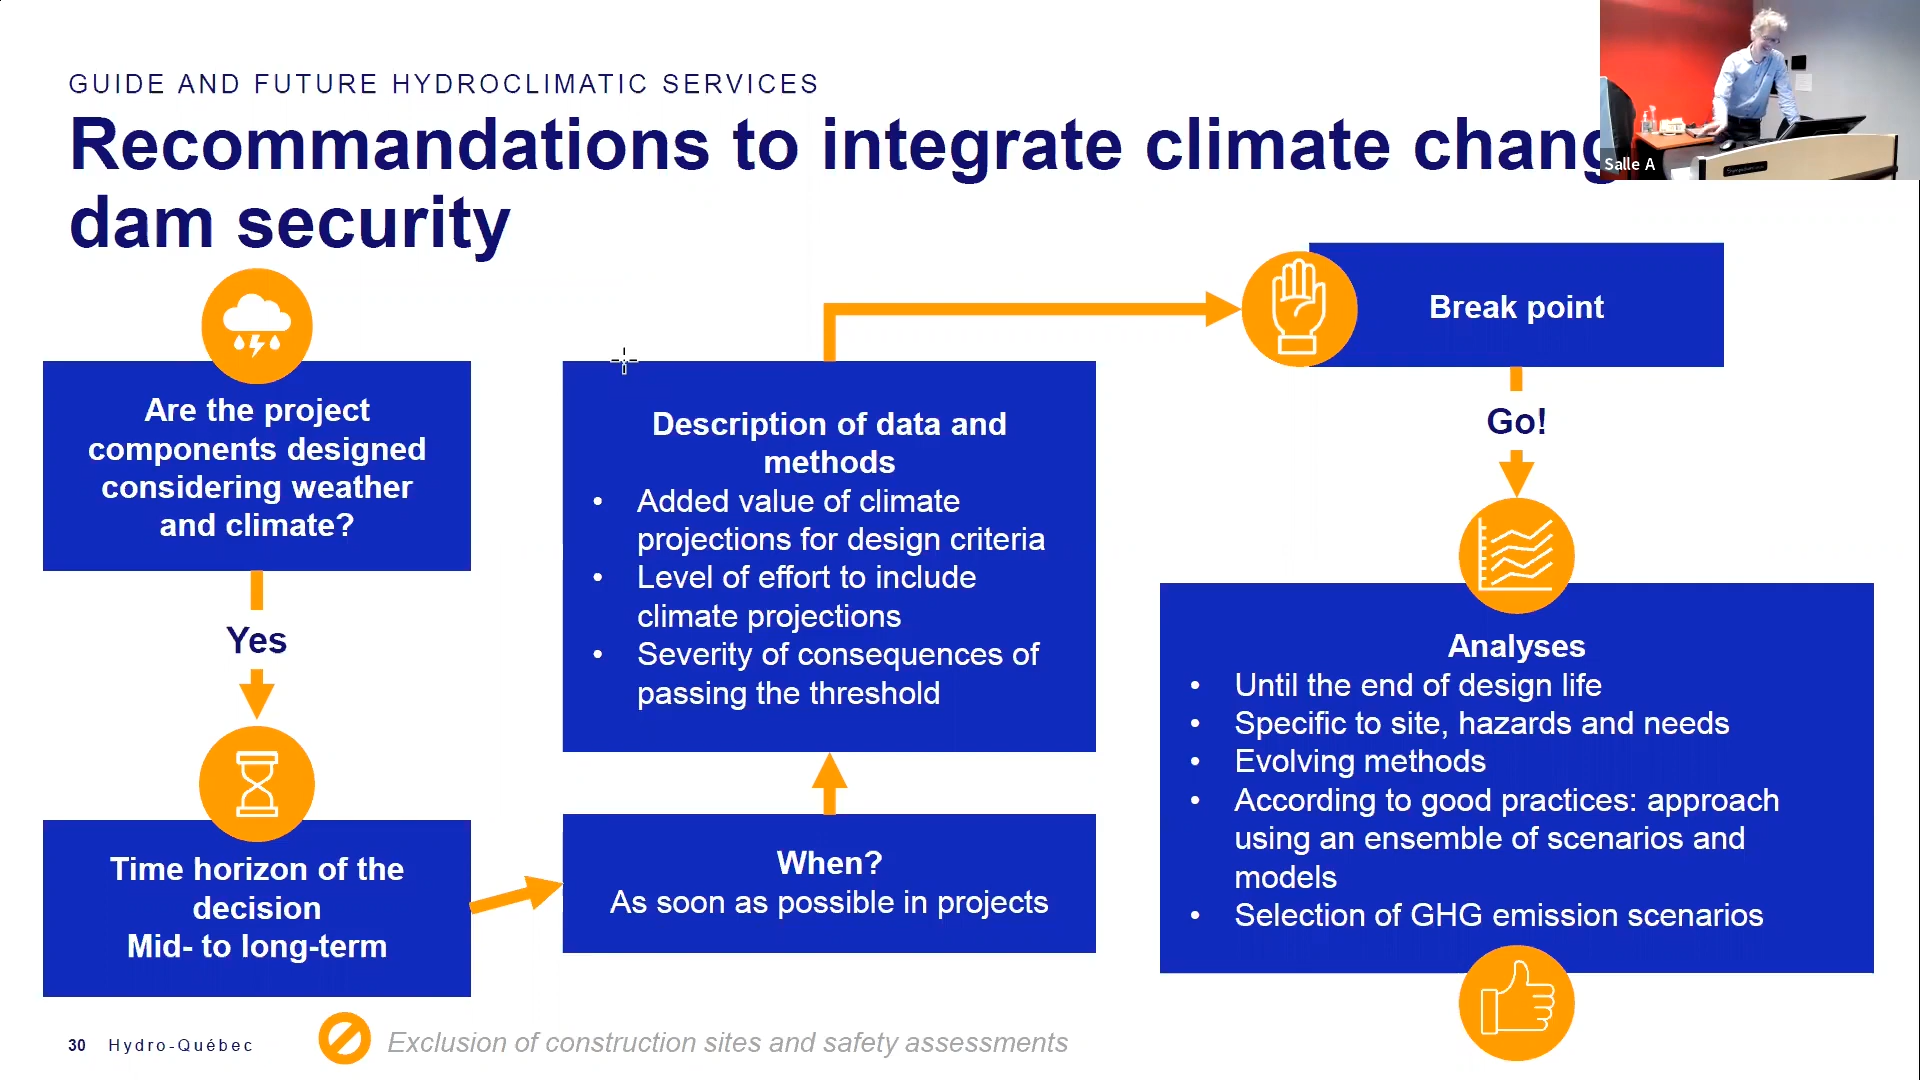 GUIDE AND FUTURE HYDROCLIMATIC SERVICES
Recommandations to integrate climate chang
dam security
Salle A
Are the project
components designed
considering weather
and climate?
Yes
Time horizon of the
decision
Mid- to long-term
When?
As soon as possible in projects
Description of data and
methods
• Added value of climate
projections for design criteria
• Level of effort to include
climate projections
• Severity of consequences of
passing the threshold
Break point
Go!
Analyses
• Until the end of design life
• Specific to site, hazards and needs
• Evolving methods
• According to good practices: approach
using an ensemble of scenarios and
models
• Selection of GHG emission scenarios
30 Hydro-Québec
Exclusion of construction sites and safety assessments